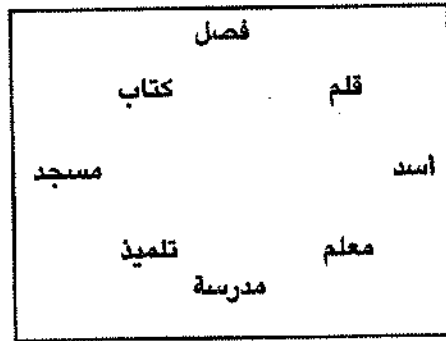 فصل
قلم كتاب
أسد مسجد
معلم تلميذ
مدرسة